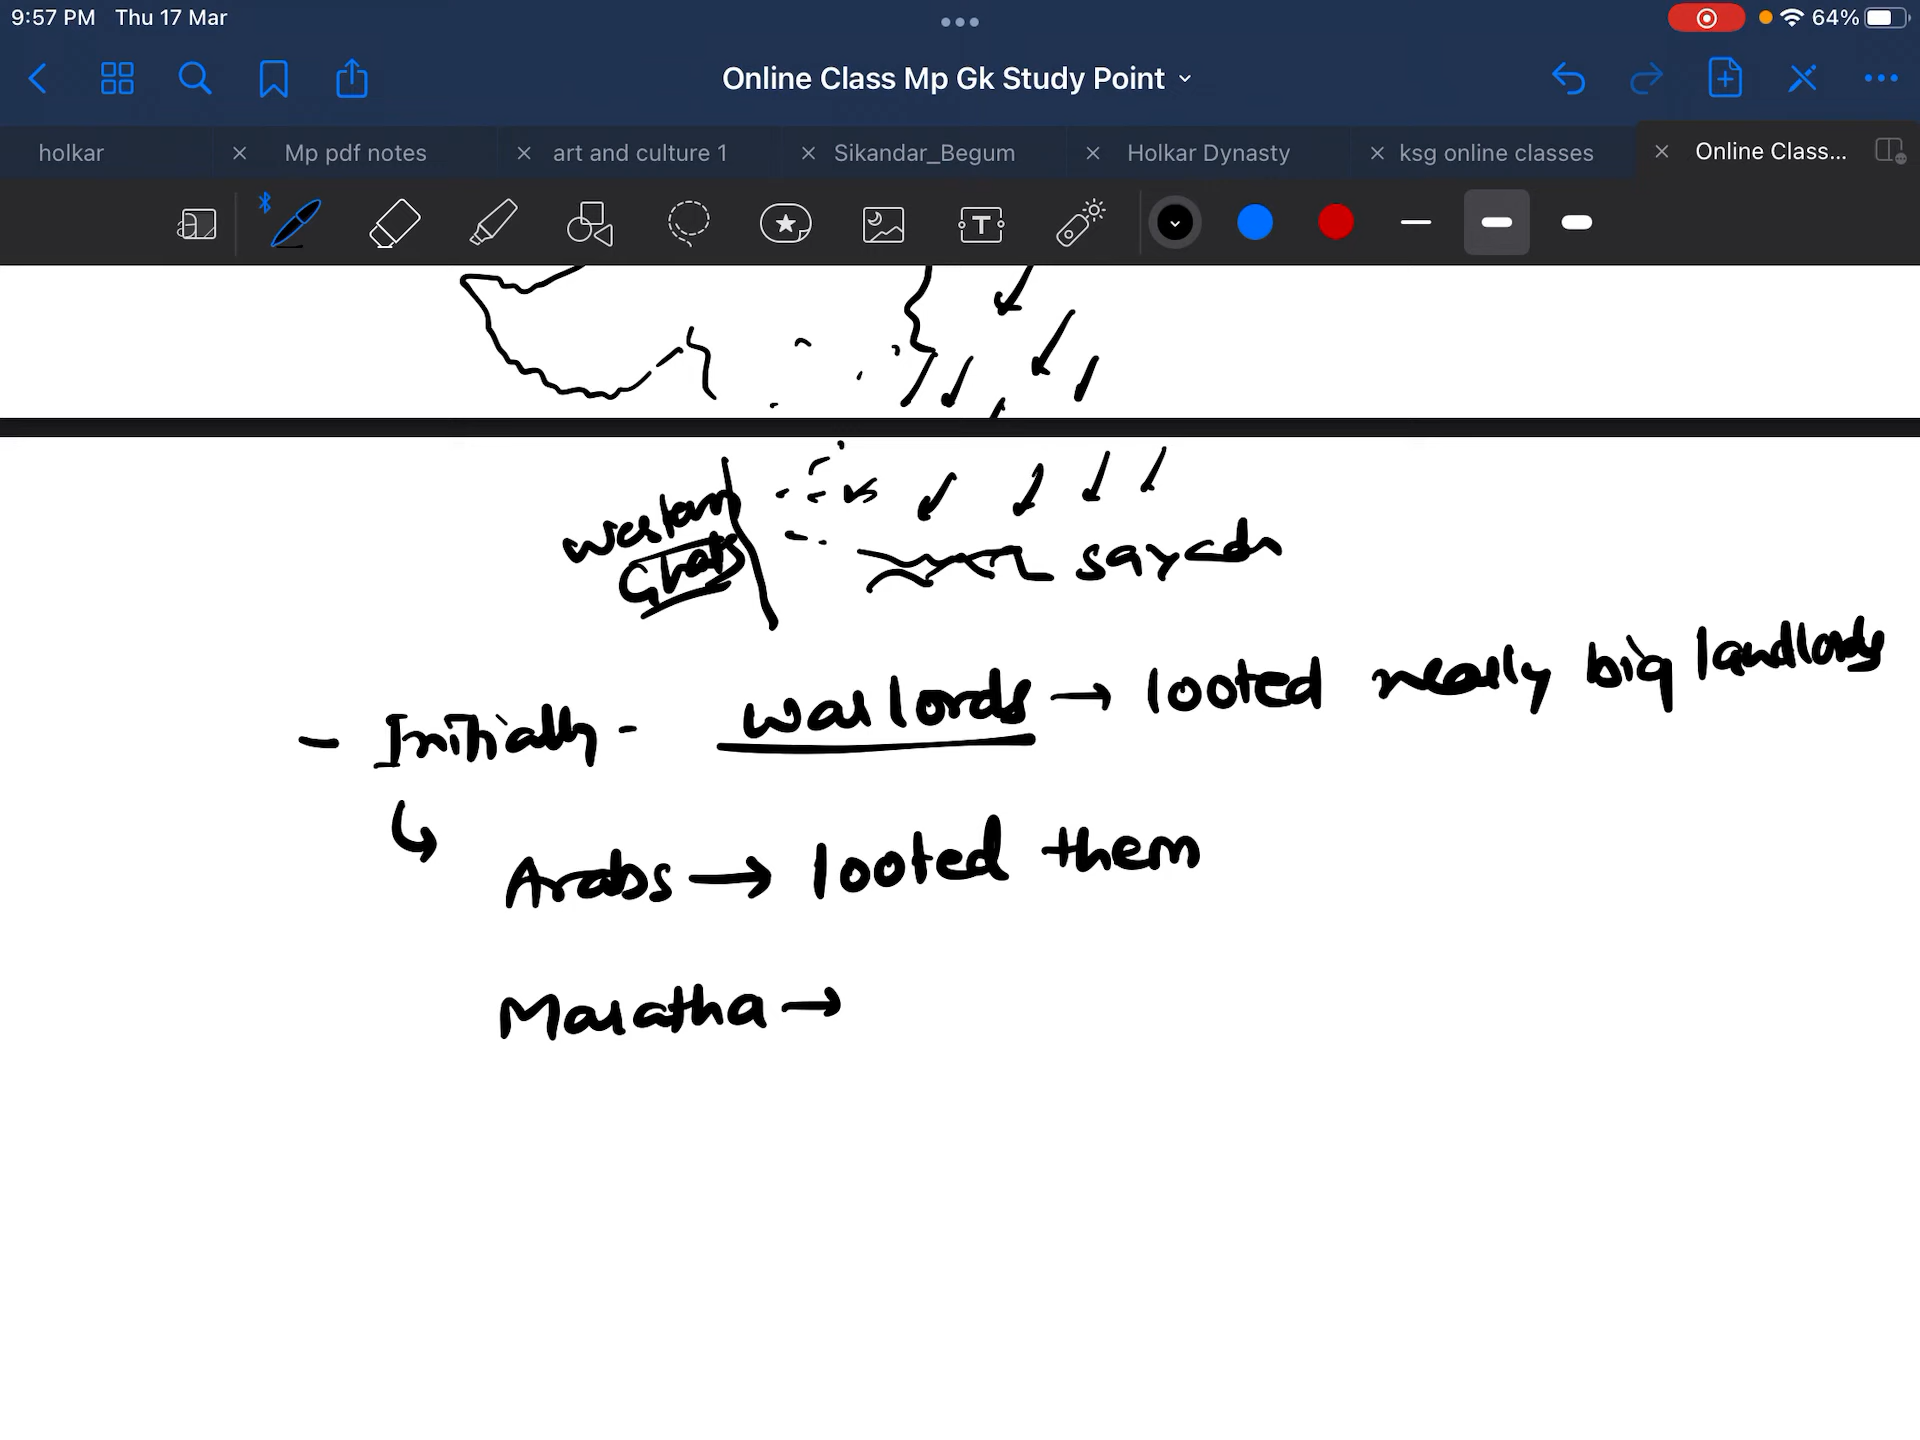 9:57 PM Thu 17 Mar 64%
Online Class Mp Gk Study Point
holkar Mp pdf notes art and culture 1 Sikandar_Begum Holkar Dynasty ksg online classes Online Class...
Western
Ghats
- Initially - warlords → looted nearly big landlords
Arabs → looted them
Maratha →